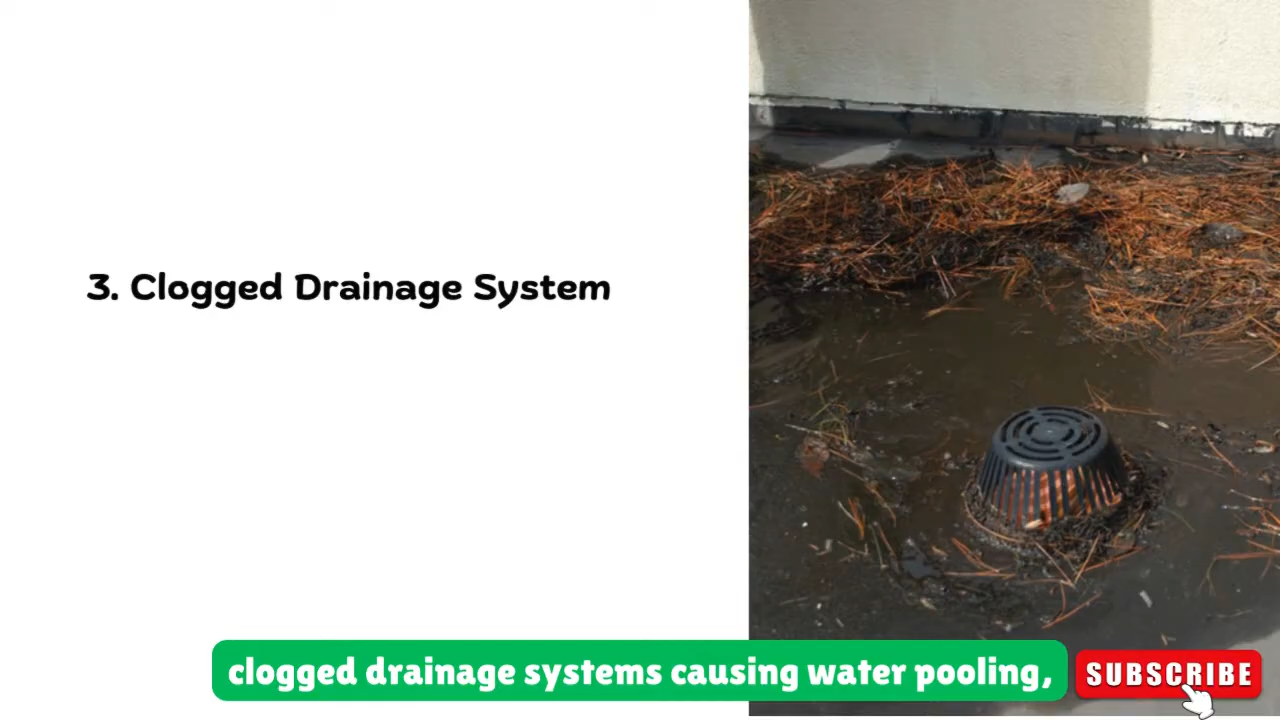 3. Clogged Drainage System
clogged drainage systems causing water pooling,
SUBSCRIBE